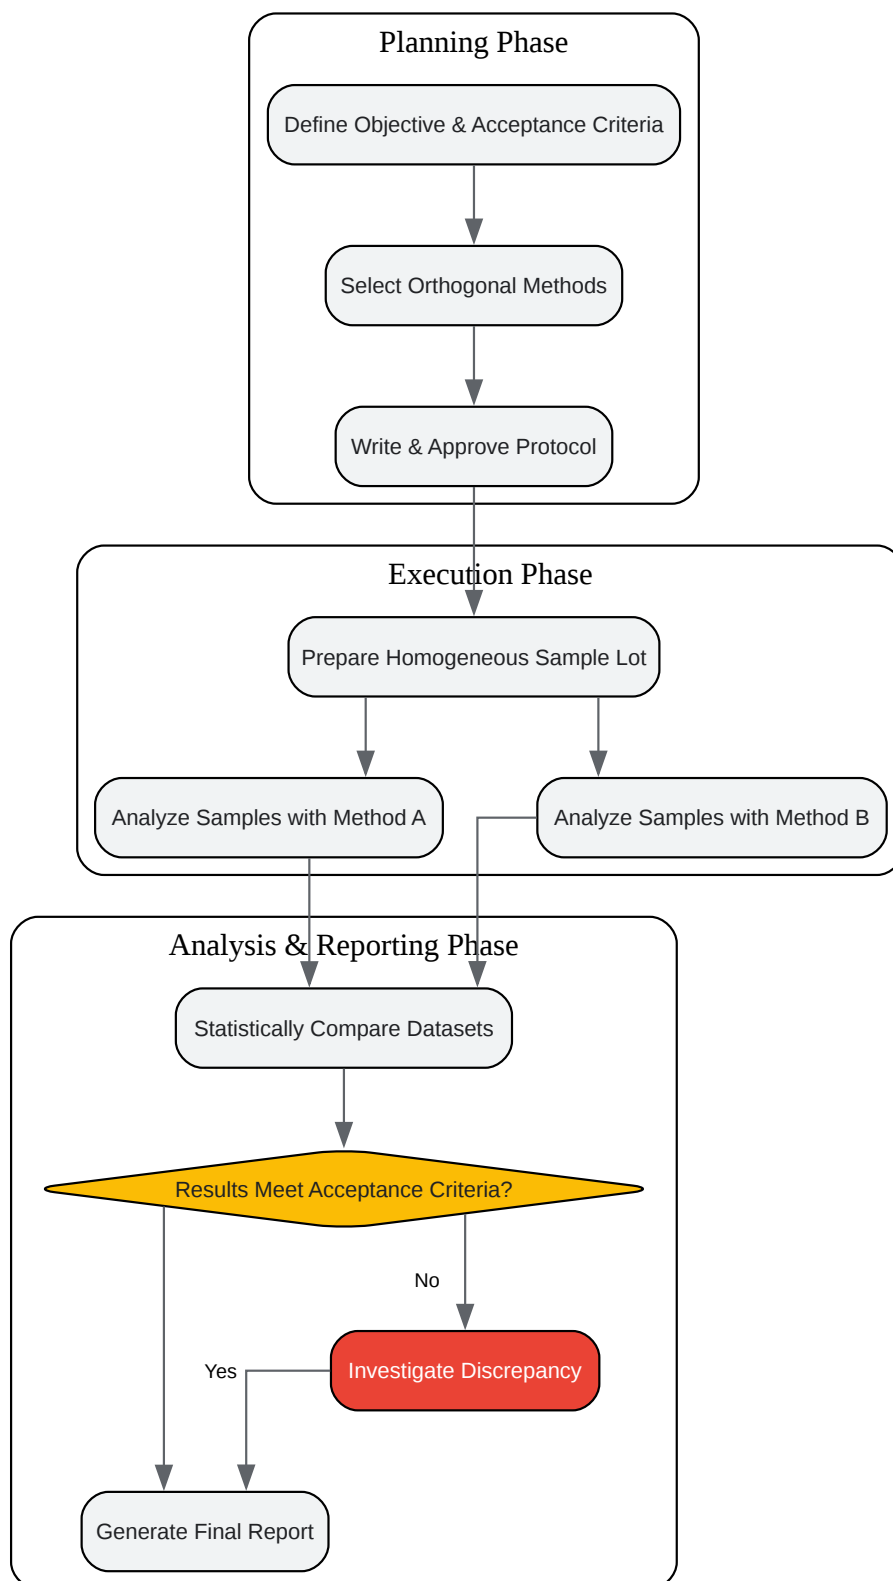 Planning Phase
Define Objective & Acceptance Criteria
Select Orthogonal Methods
Write & Approve Protocol
Execution Phase
Prepare Homogeneous Sample Lot
Analyze Samples with Method A
Analyze Samples with Method B
Analysis & Reporting Phase
Statistically Compare Datasets
Results Meet Acceptance Criteria?
No
Yes
Investigate Discrepancy
Generate Final Report